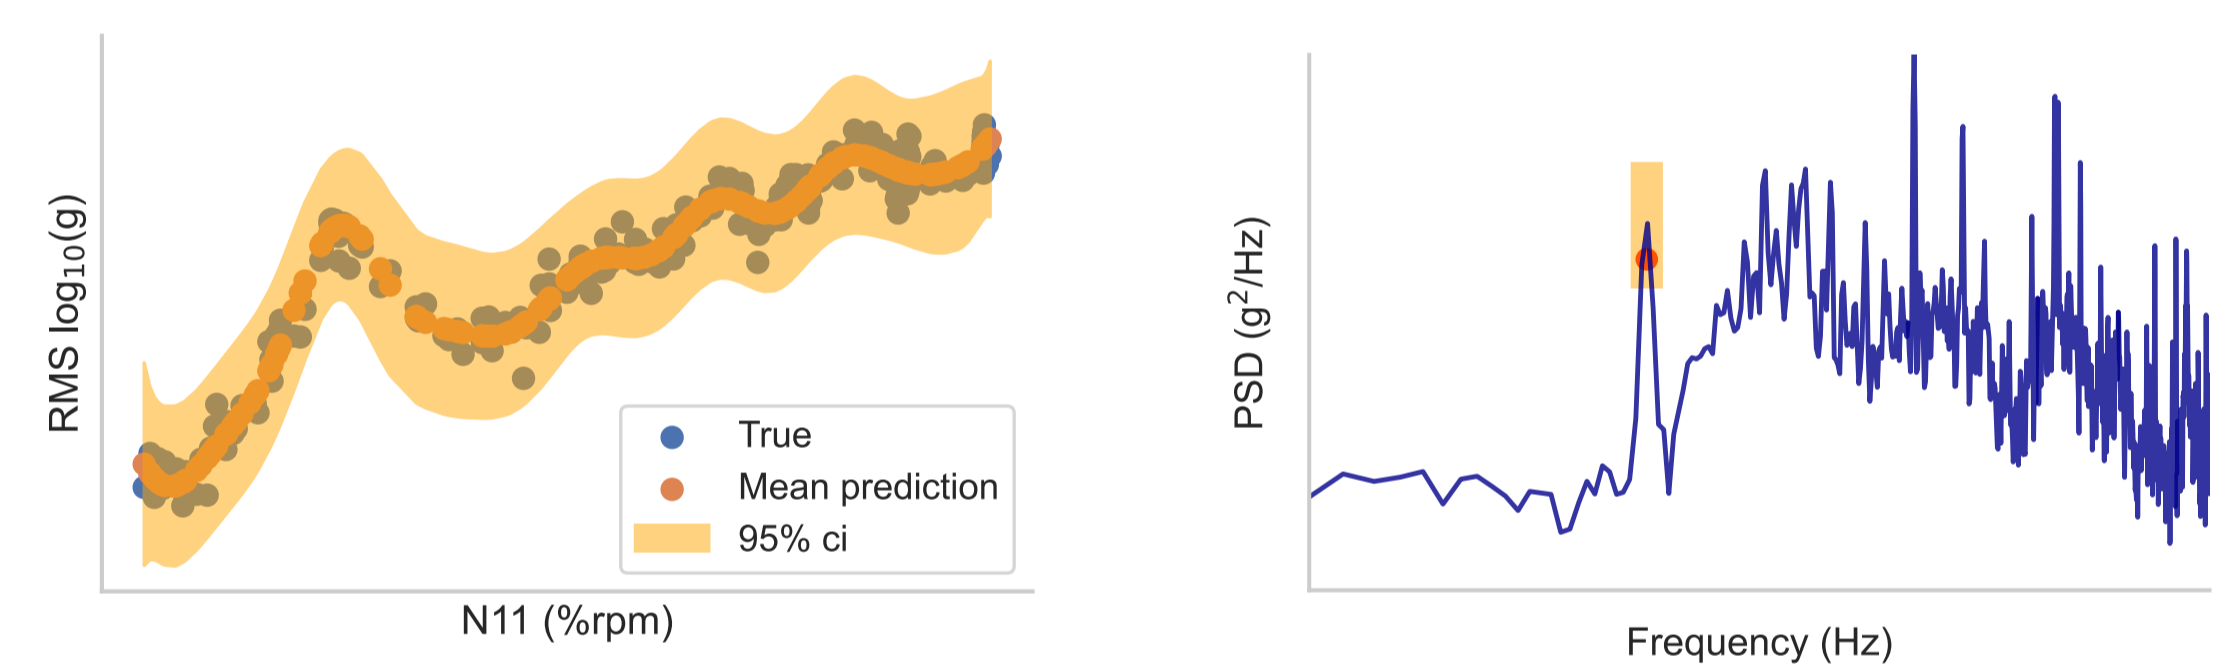 RMS log₁₀(g)
True
Mean prediction
95% ci
N11 (%rpm)
PSD (g²/Hz)
Frequency (Hz)